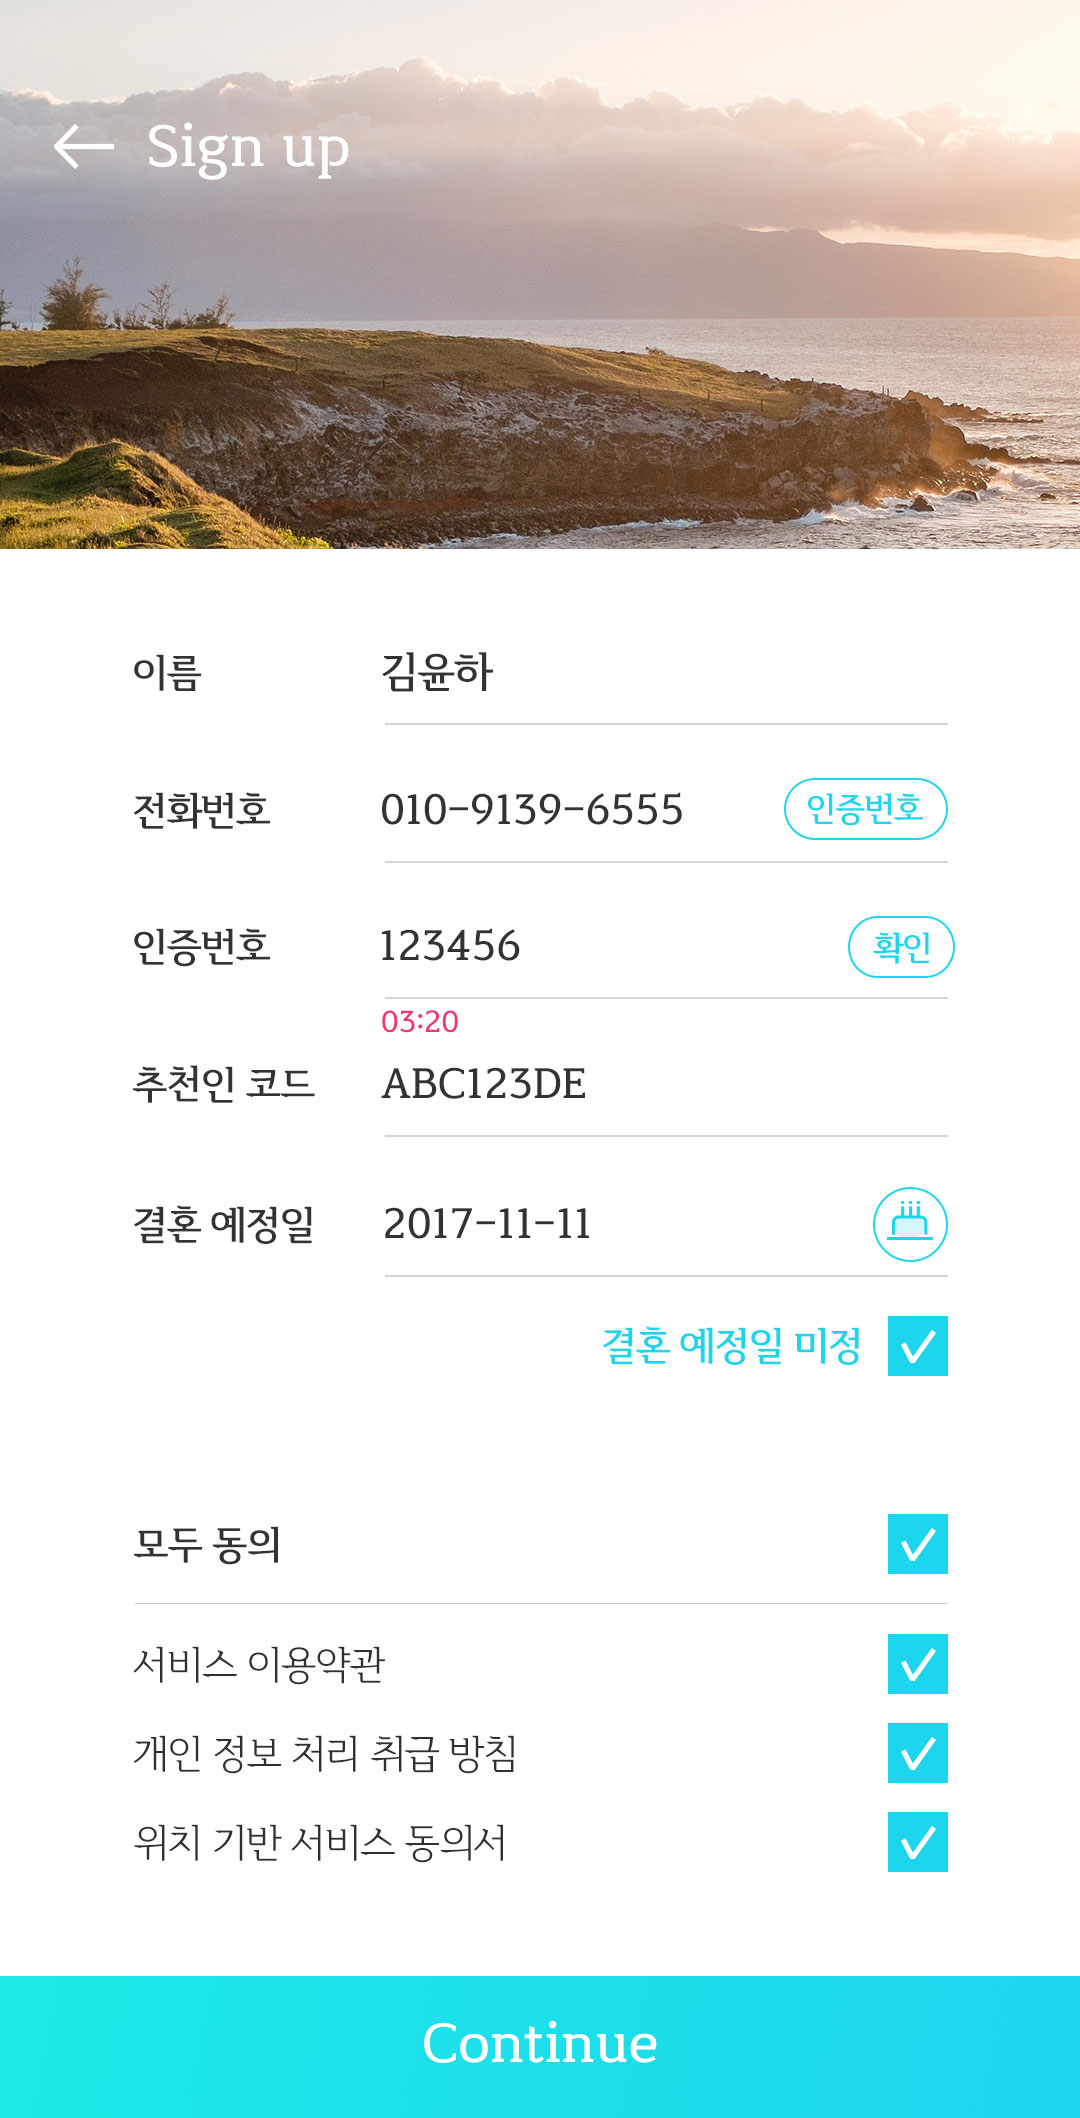 Sign up
이름 김윤하
전화번호 010-9139-6555 인증번호
인증번호 123456 확인
03:20
추천인 코드 ABC123DE
결혼 예정일 2017-11-11
결혼 예정일 미정
모두 동의
서비스 이용약관
개인 정보 처리 취급 방침
위치 기반 서비스 동의서
Continue